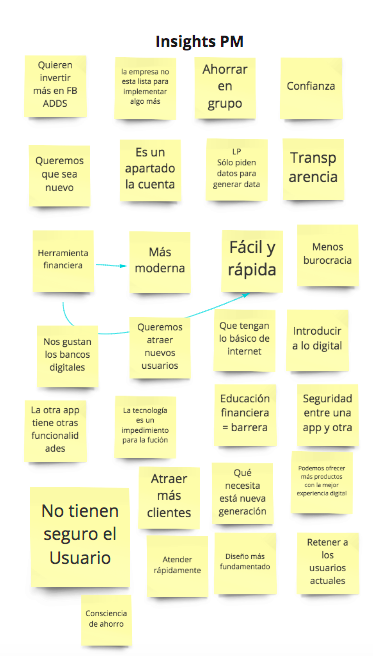 Insights PM
Quieren
invertir
más en FB
ADDS
la empresa no
esta lista para
implementar
algo más
Ahorrar
en
grupo
Confianza
Queremos
que sea
nuevo
Es un
apartado
la cuenta
LP
Sólo piden
datos para
generar data
Transp
arencia
Herramienta
financiera
Más
moderna
Fácil y
rápida
Menos
burocracia
Nos gustan
los bancos
digItales
Queremos
atraer
nuevos
usuarios
Que tengan
lo básico de
internet
Introducir
a lo digital
La otra app
tiene otras
funcionalid
ades
La tecnología
es un
impedimiento
para la fución
Educación
financiera
= barrera
Seguridad
entre una
app y otra
No tienen
seguro el
Usuario
Atraer
más
clientes
Qué
necesita
está nueva
generación
Podemos ofrecer
más productos
con la mejor
experiencia digital
Atender
rápidamente
Diseño más
fundamentado
Retener a
los
usuarios
actuales
Consciencia
de ahorro